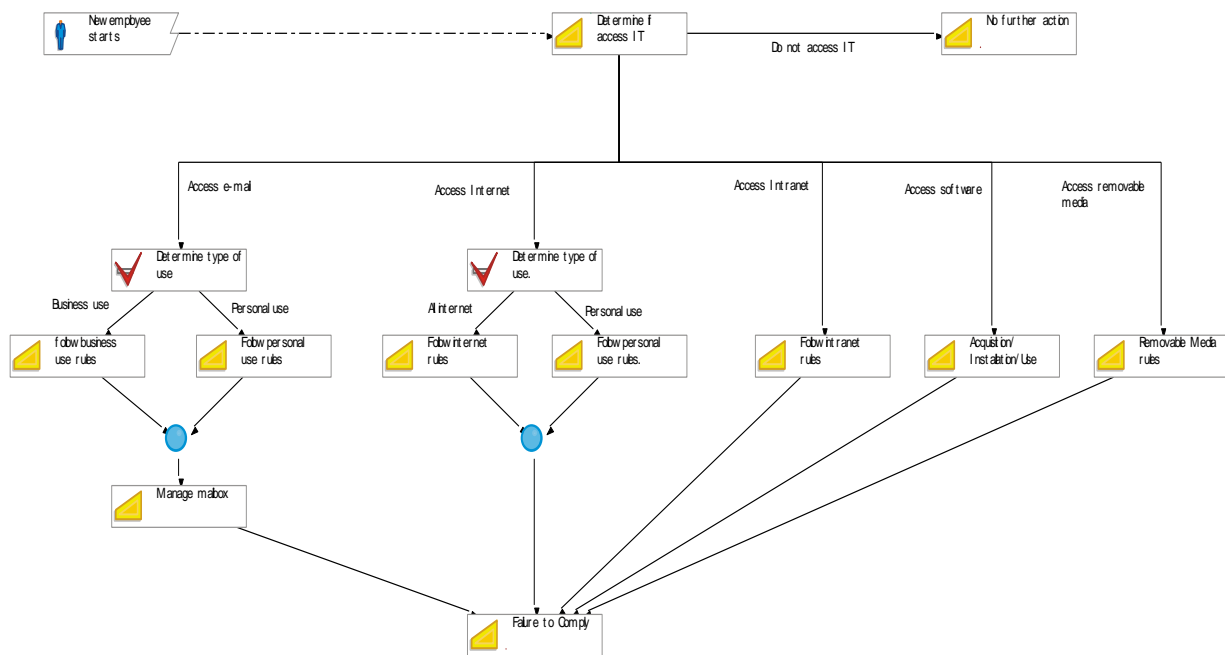 New employee
starts
Determine if
access IT
No further action
.
Do not access IT
Access e-mail
Access Internet
Access Intranet
Access software
Access removable
media
Determine type of
use
Determine type of
use.
Business use
Personal use
All internet
Personal use
follow business
use rules
Follow personal
use rules
Follow internet
rules
Follow personal
use rules.
Follow intranet
rules
Acquistion/
Installation/Use
Removable Media
rules
Manage mailbox
Failure to Comply
.